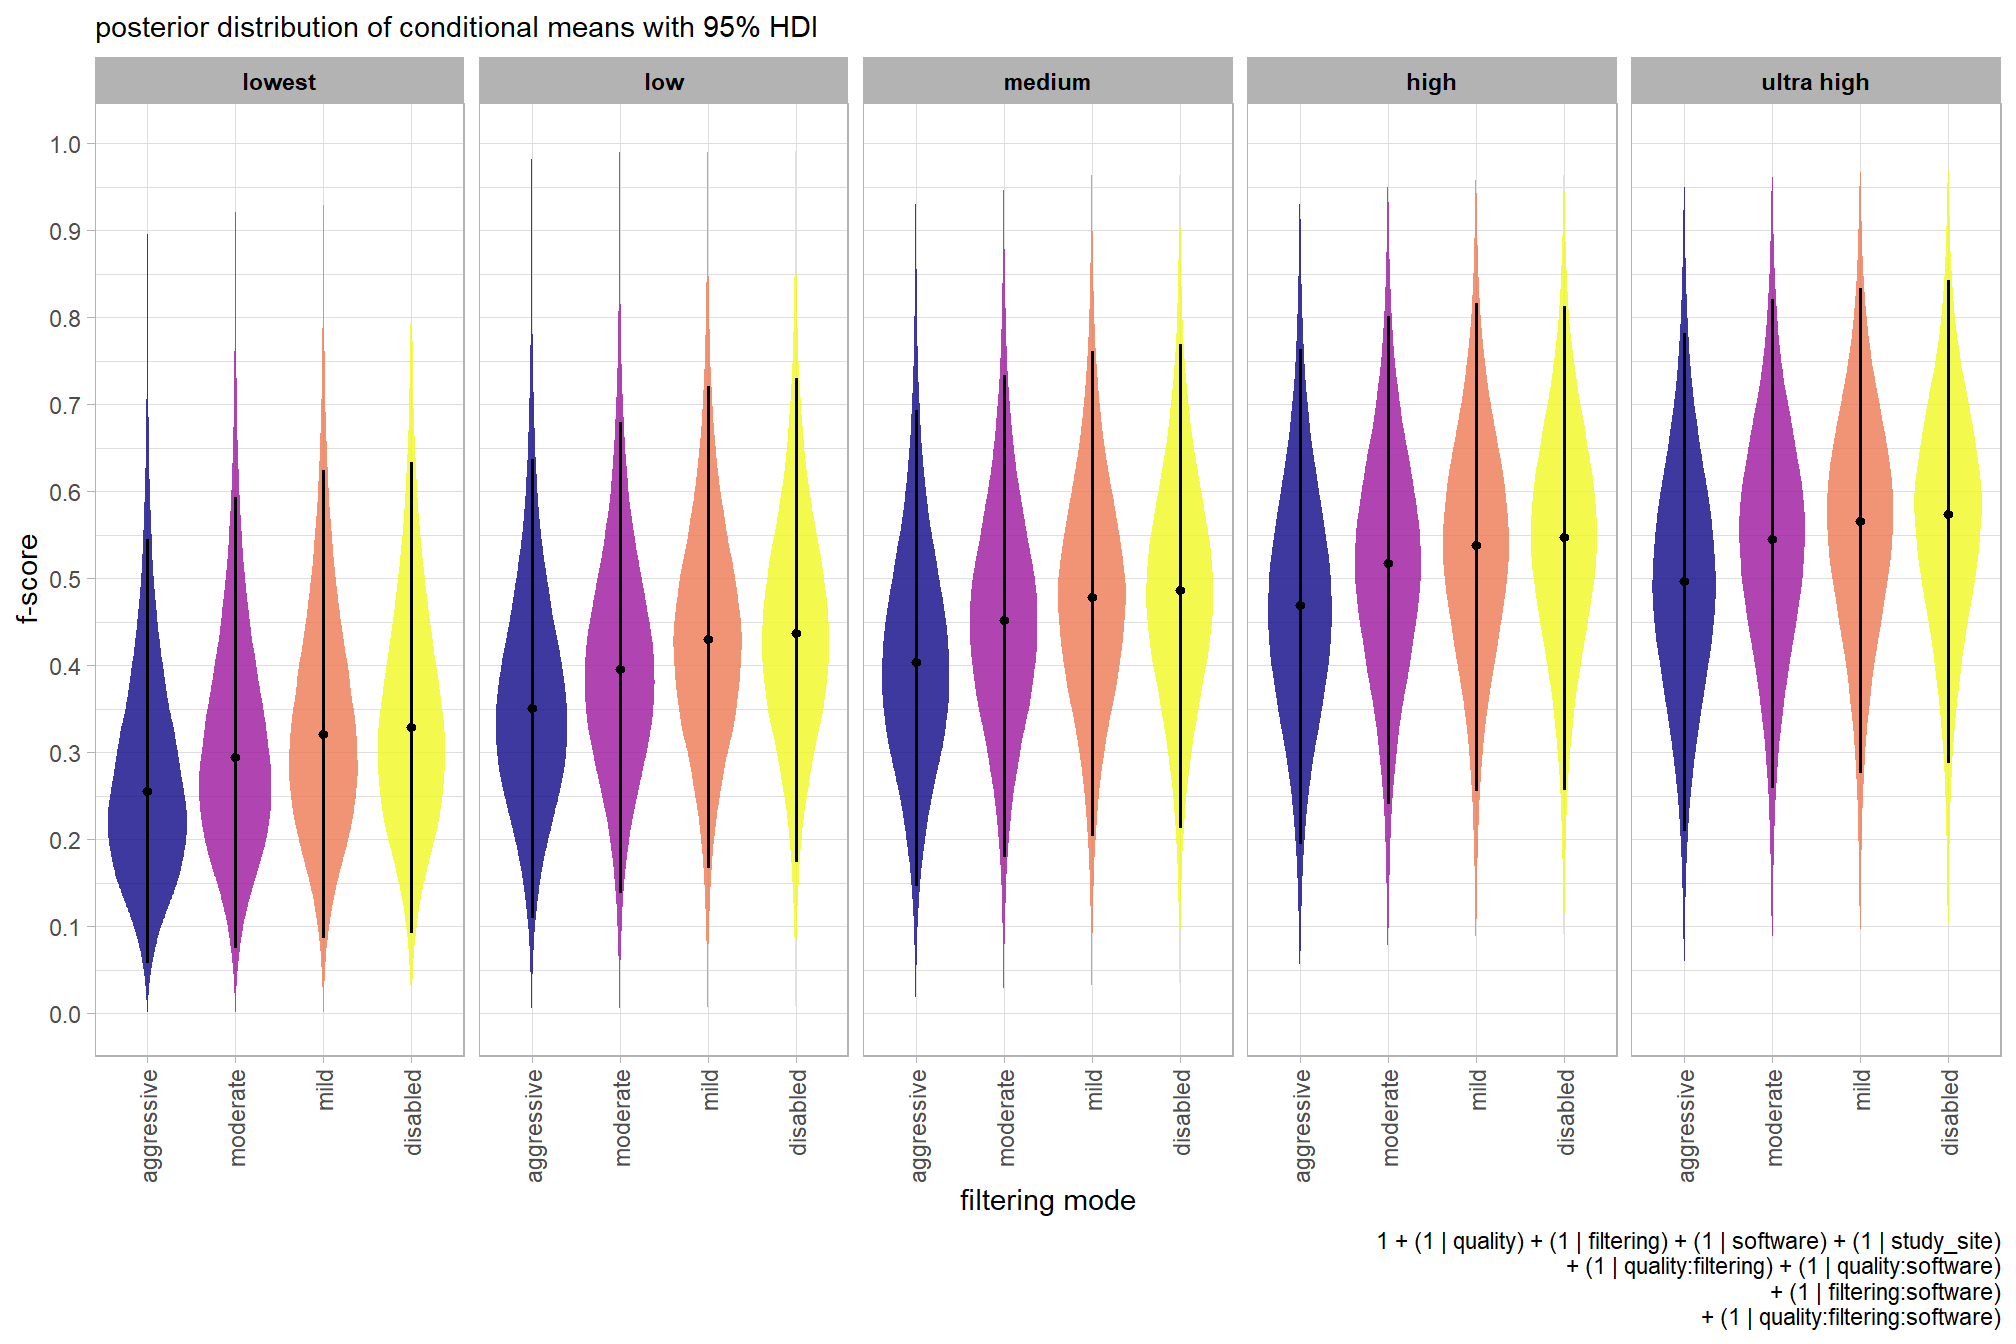 posterior distribution of conditional means with 95% HDI
lowest low medium high ultra high
f-score
1.0
0.9
0.8
0.7
0.6
0.5
0.4
0.3
0.2
0.1
0.0
aggressive moderate mild disabled aggressive moderate mild disabled aggressive moderate mild disabled aggressive moderate mild disabled aggressive moderate mild disabled
filtering mode
1 + (1 | quality) + (1 | filtering) + (1 | software) + (1 | study_site)
+ (1 | quality:filtering) + (1 | quality:software)
+ (1 | filtering:software)
+ (1 | quality:filtering:software)